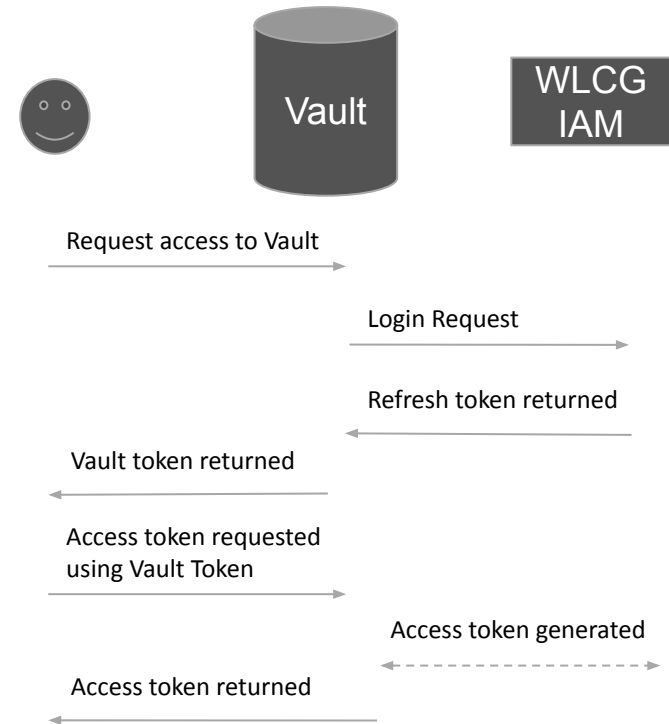 Vault
WLCG
IAM
Request access to Vault
Login Request
Refresh token returned
Vault token returned
Access token requested
using Vault Token
Access token generated
Access token returned